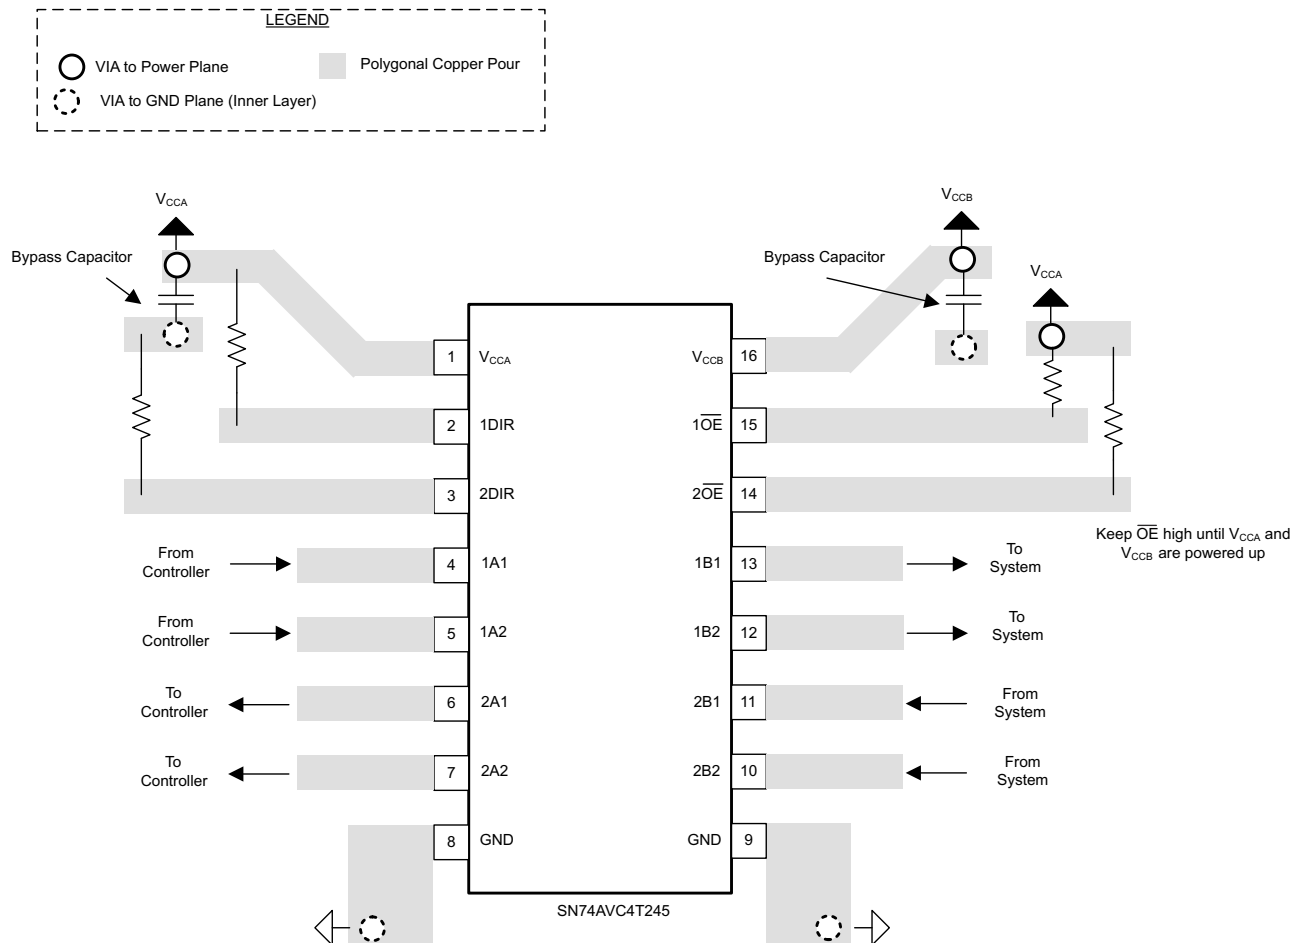 LEGEND
VIA to Power Plane
Polygonal Copper Pour
VIA to GND Plane (Inner Layer)
VCCA
VCCB
Bypass Capacitor
Bypass Capacitor
VCCA
1 VCCA
VCCB 16
2 1DIR
1OE 15
3 2DIR
2OE 14
Keep OE high until VCCA and
VCCB are powered up
From
Controller
4 1A1
1B1 13
To
System
From
Controller
5 1A2
1B2 12
To
System
To
Controller
6 2A1
2B1 11
From
System
To
Controller
7 2A2
2B2 10
From
System
8 GND
GND 9
SN74AVC4T245